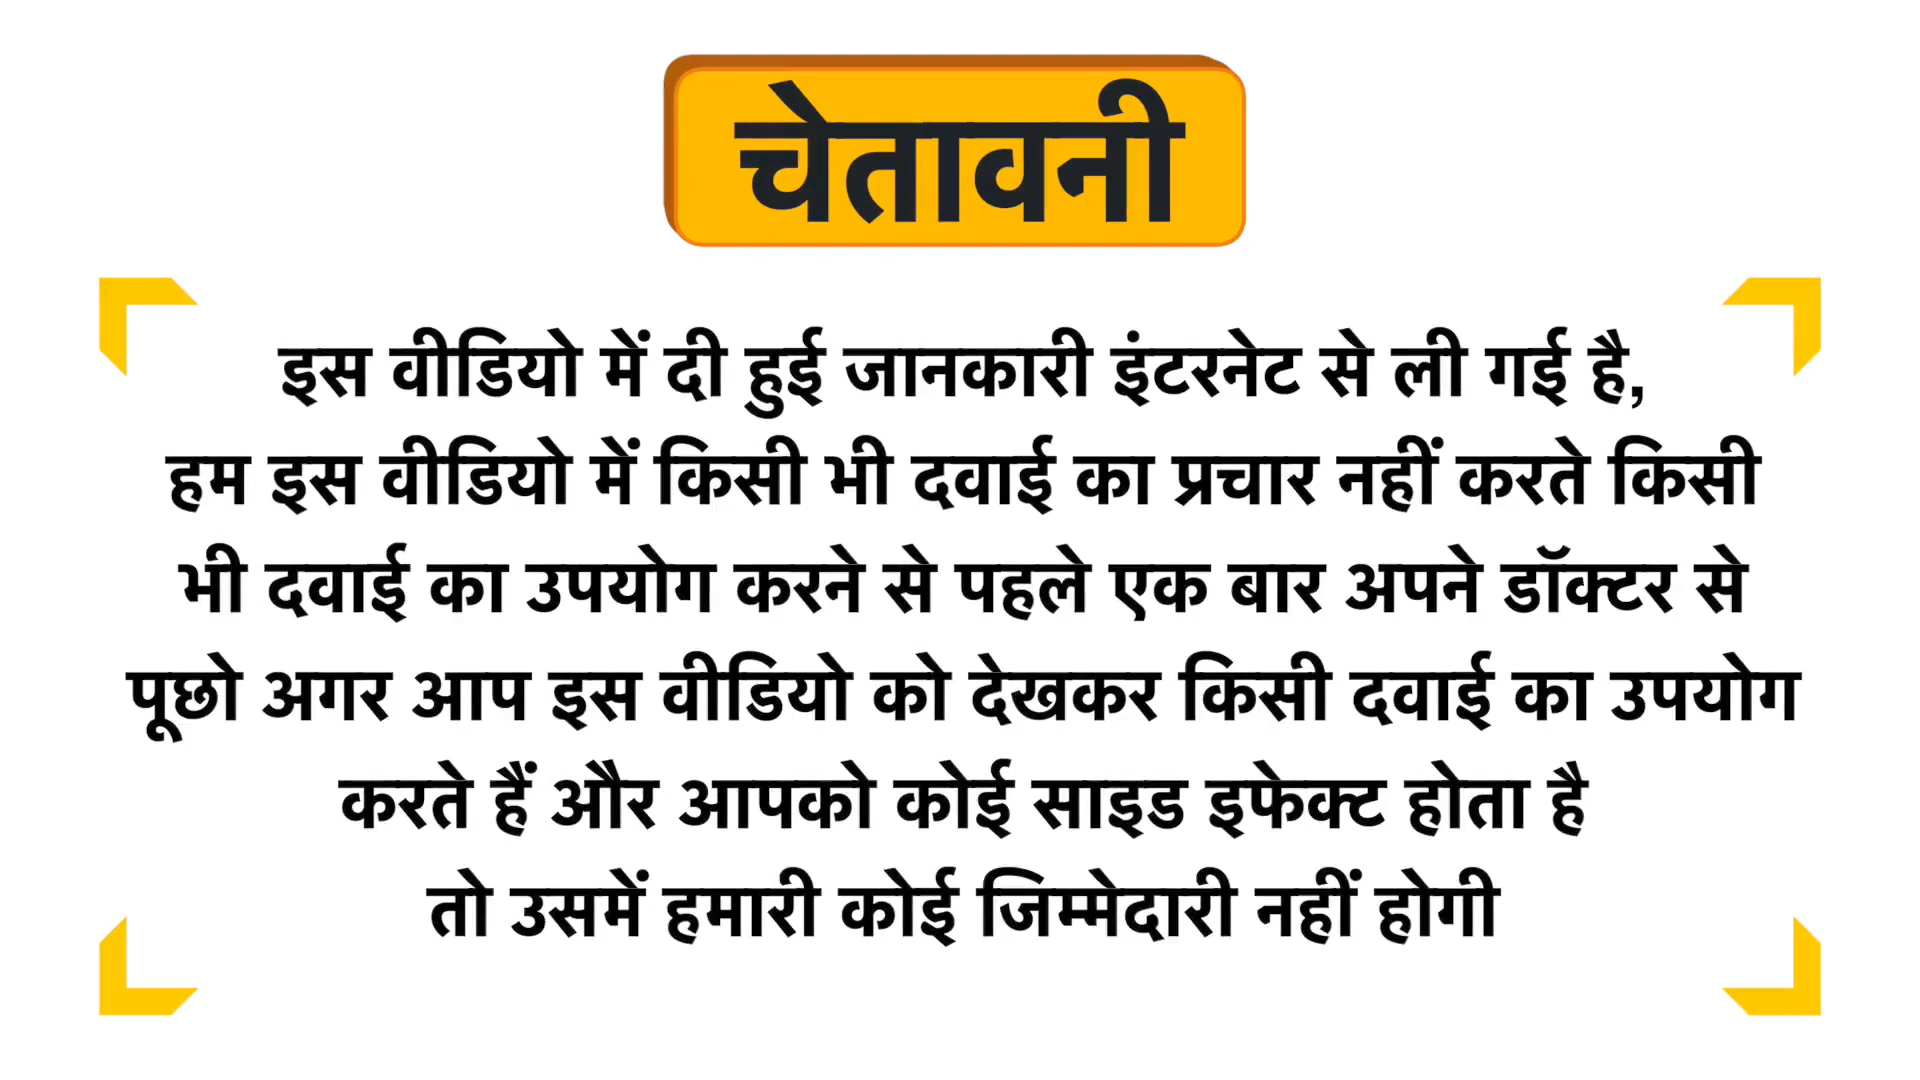 चेतावनी
इस वीडियो में दी हुई जानकारी इंटरनेट से ली गई है,
हम इस वीडियो में किसी भी दवाई का प्रचार नहीं करते किसी
भी दवाई का उपयोग करने से पहले एक बार अपने डॉक्टर से
पूछो अगर आप इस वीडियो को देखकर किसी दवाई का उपयोग
करते हैं और आपको कोई साइड इफेक्ट होता है
तो उसमें हमारी कोई जिम्मेदारी नहीं होगी